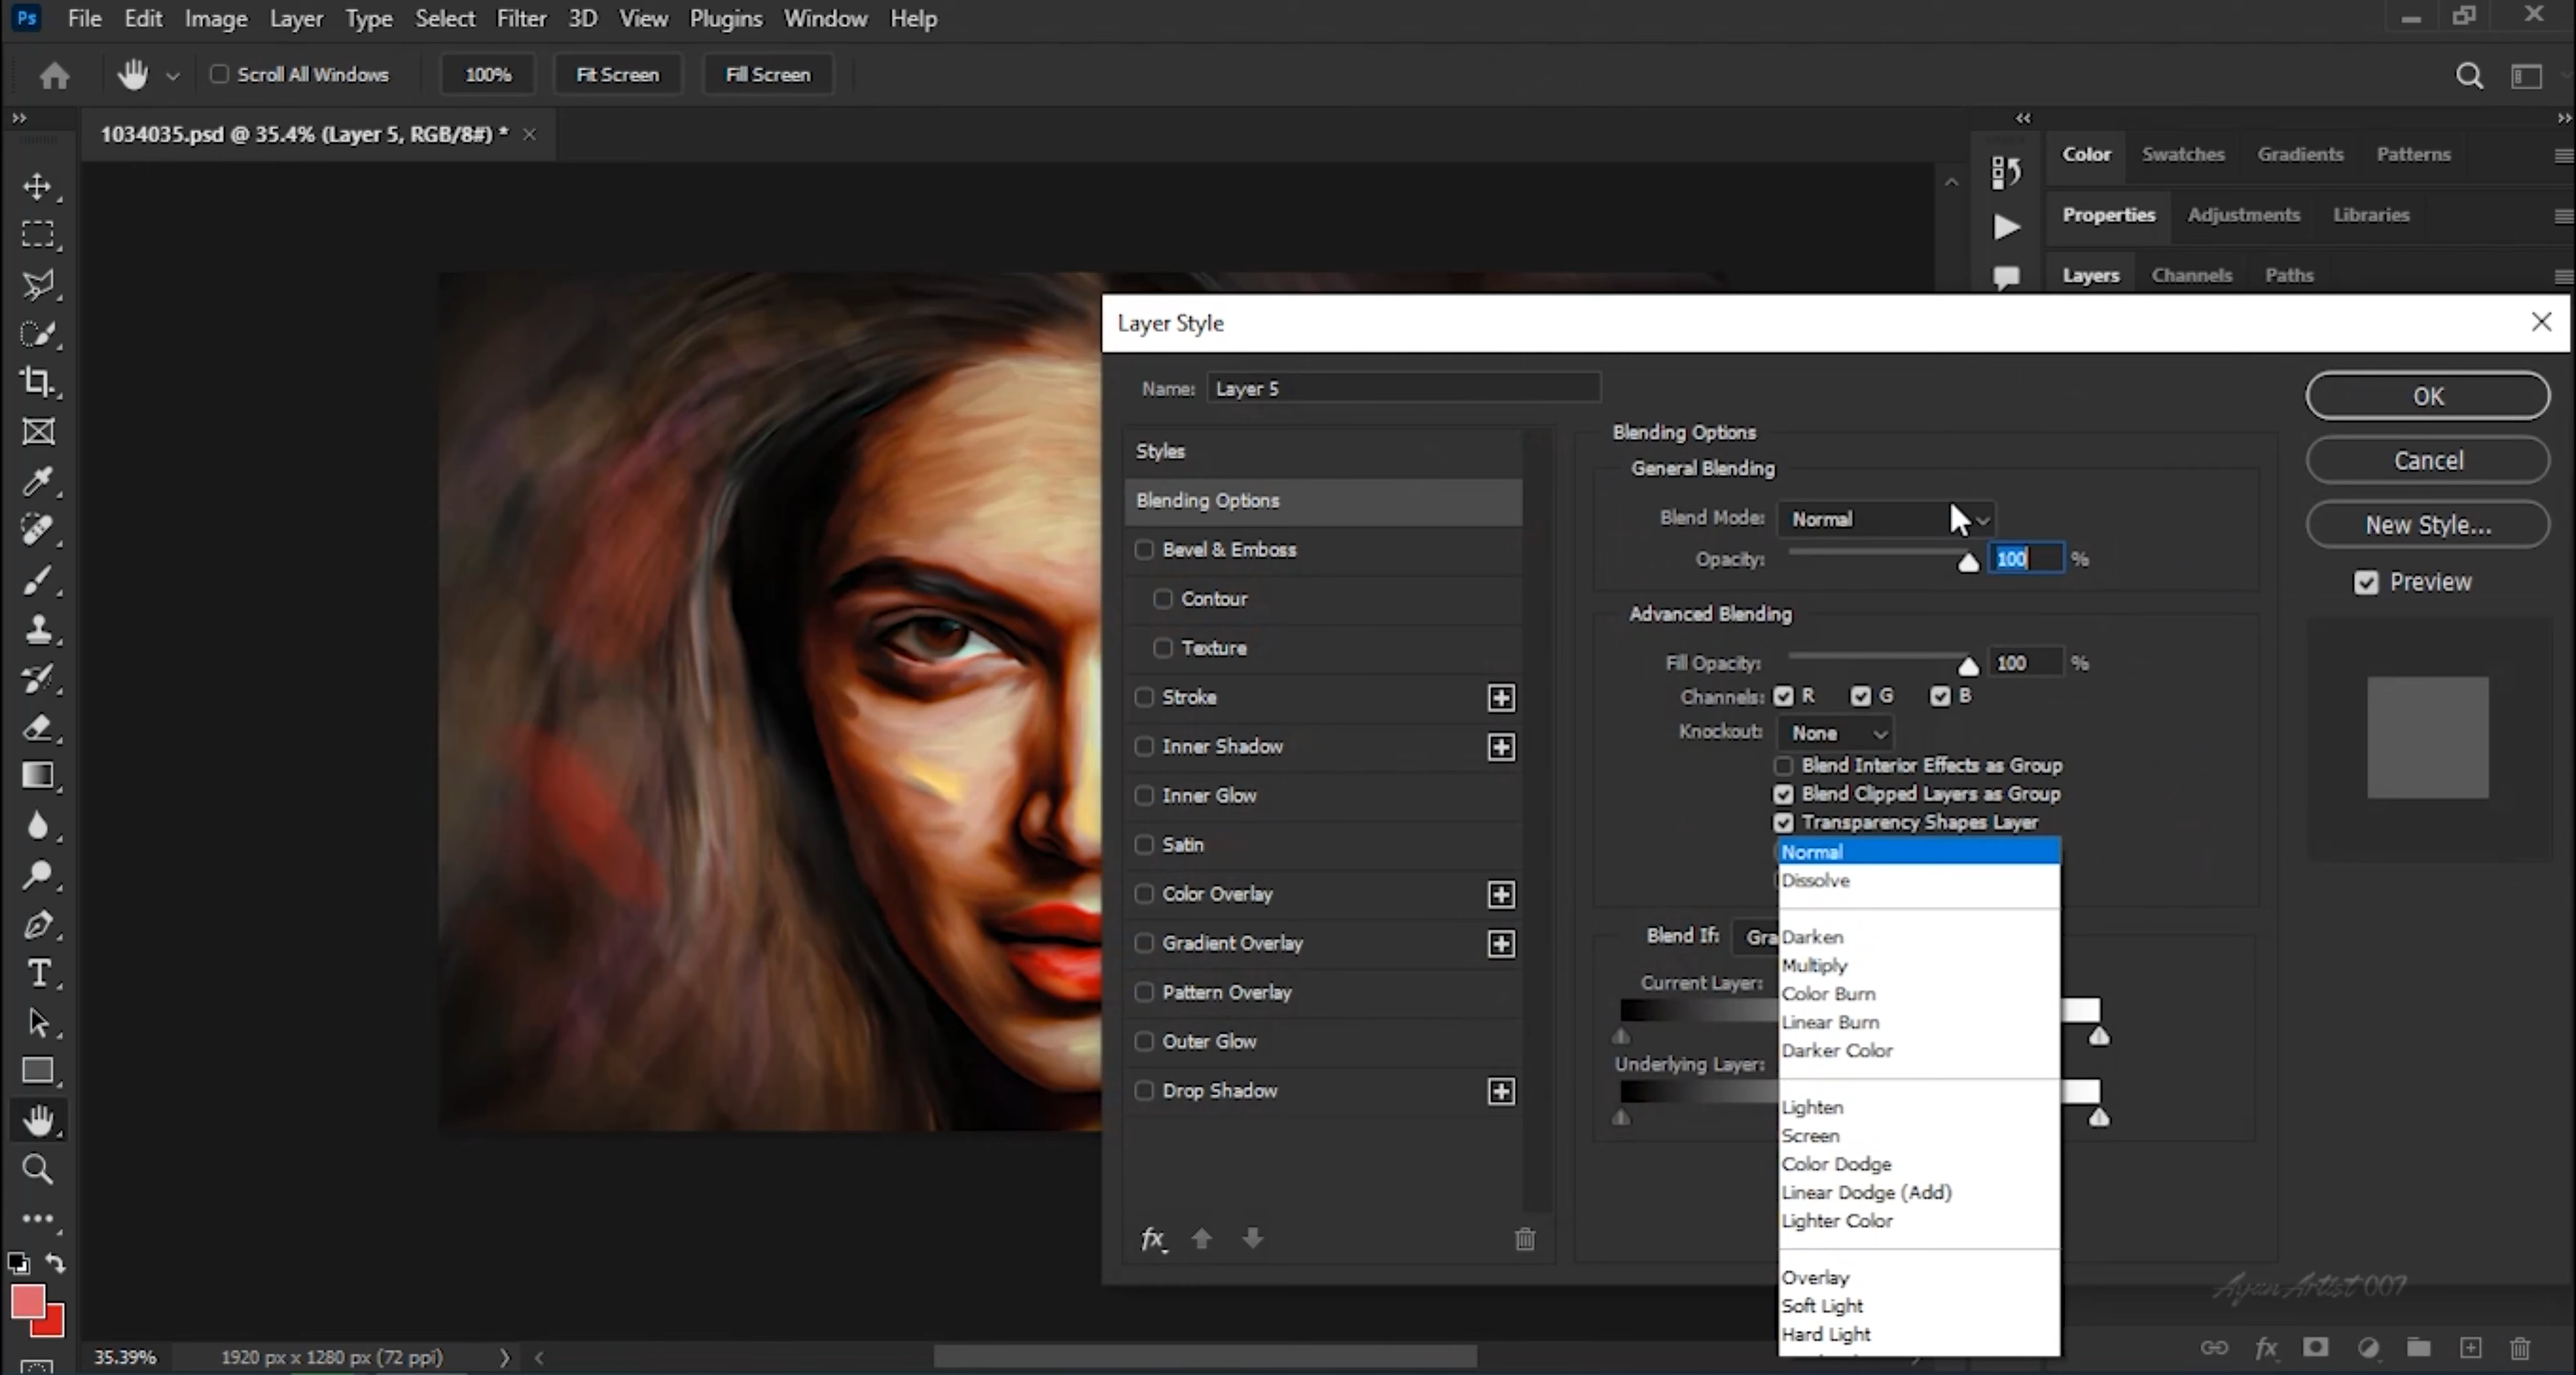 Ps File Edit Image Layer Type Select Filter 3D View Plugins Window Help
Scroll All Windows 100% Fit Screen Fill Screen
1034035.psd @ 35.4% (Layer 5, RGB/8#) *
Color Swatches Gradients Patterns
Properties Adjustments Libraries
Layers Channels Paths
Layer Style
Name: Layer 5
Styles
Blending Options
Bevel & Emboss
Contour
Texture
Stroke
Inner Shadow
Inner Glow
Satin
Color Overlay
Gradient Overlay
Pattern Overlay
Outer Glow
Drop Shadow
fx
Blending Options
General Blending
Blend Mode: Normal
Opacity: 100 %
Advanced Blending
Fill Opacity: 100 %
Channels: R G B
Knockout: None
Blend Interior Effects as Group
Blend Clipped Layers as Group
Transparency Shapes Layer
Normal
Dissolve
Blend If: Gra
Darken
Multiply
Current Layer:
Color Burn
Linear Burn
Darker Color
Underlying Layer:
Lighten
Screen
Color Dodge
Linear Dodge (Add)
Lighter Color
Overlay
Soft Light
Hard Light
OK
Cancel
New Style...
Preview
Ayan Artist 007
fx
35.39% 1920 px x 1280 px (72 ppi)